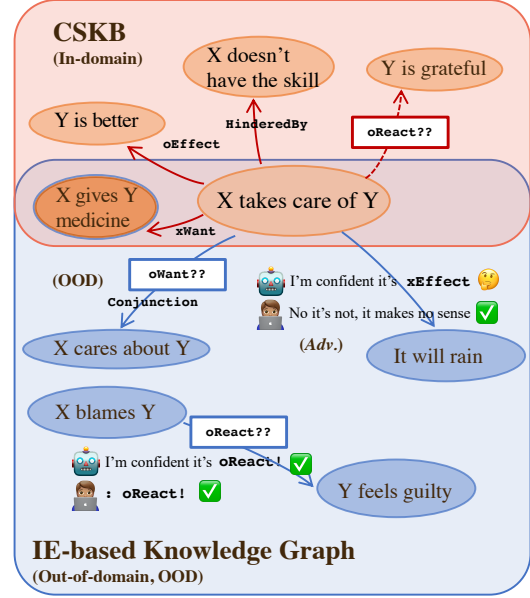 CSKB
(In-domain)
X doesn't
have the skill
Y is grateful
Y is better
HinderedBy
oReact??
oEffect
X gives Y
medicine
X takes care of Y
xWant
(OOD)
oWant??
Conjunction
I'm confident it's xEffect
No it's not, it makes no sense
(Adv.)
X cares about Y
It will rain
X blames Y
oReact??
I'm confident it's oReact!
: oReact!
Y feels guilty
IE-based Knowledge Graph
(Out-of-domain, OOD)